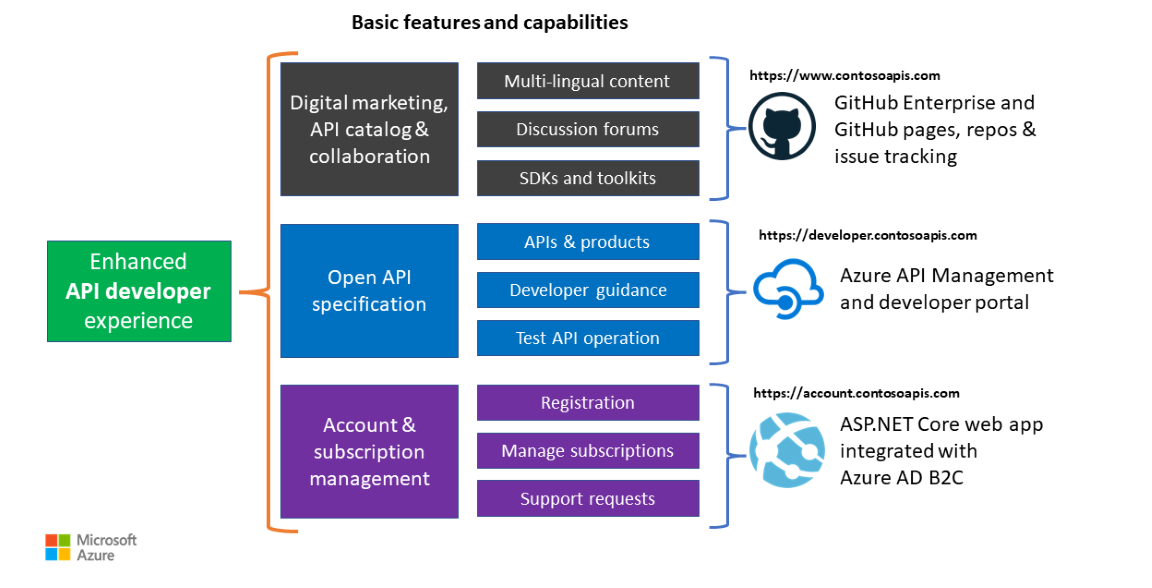 Basic features and capabilities
Enhanced
API developer
experience
Digital marketing,
API catalog &
collaboration
Multi-lingual content
Discussion forums
SDKs and toolkits
https://www.contosoapis.com
GitHub Enterprise and
GitHub pages, repos &
issue tracking
Open API
specification
APIs & products
Developer guidance
Test API operation
https://developer.contosoapis.com
Azure API Management
and developer portal
Account &
subscription
management
Registration
Manage subscriptions
Support requests
https://account.contosoapis.com
ASP.NET Core web app
integrated with
Azure AD B2C
Microsoft
Azure